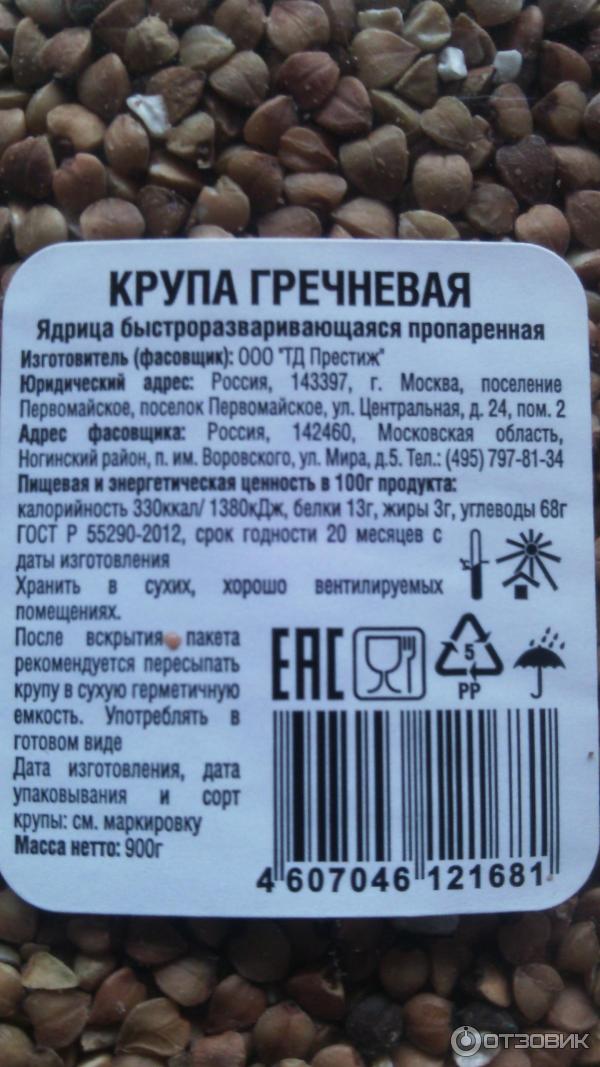 КРУПА ГРЕЧНЕВАЯ
Ядрица быстроразваривающаяся пропаренная
Изготовитель (фасовщик): ООО "ТД Престиж"
Юридический адрес: Россия, 143397, г. Москва, поселение
Первомайское, поселок Первомайское, ул. Центральная, д. 24, пом. 2
Адрес фасовщика: Россия, 142460, Московская область,
Ногинский район, п. им. Воровского, ул. Мира, д.5. Тел.: (495) 797-81-34
Пищевая и энергетическая ценность в 100г продукта:
калорийность 330ккал/ 1380кДж, белки 13г, жиры 3г, углеводы 68г
ГОСТ Р 55290-2012, срок годности 20 месяцев с
даты изготовления
Хранить в сухих, хорошо вентилируемых
помещениях.
После вскрытия пакета
рекомендуется пересыпать
крупу в сухую герметичную
емкость. Употреблять в
готовом виде
Дата изготовления, дата
упаковывания и сорт
крупы: см. маркировку
Масса нетто: 900г
EAC
5
PP
4 607046 121681
ОТЗОВИК